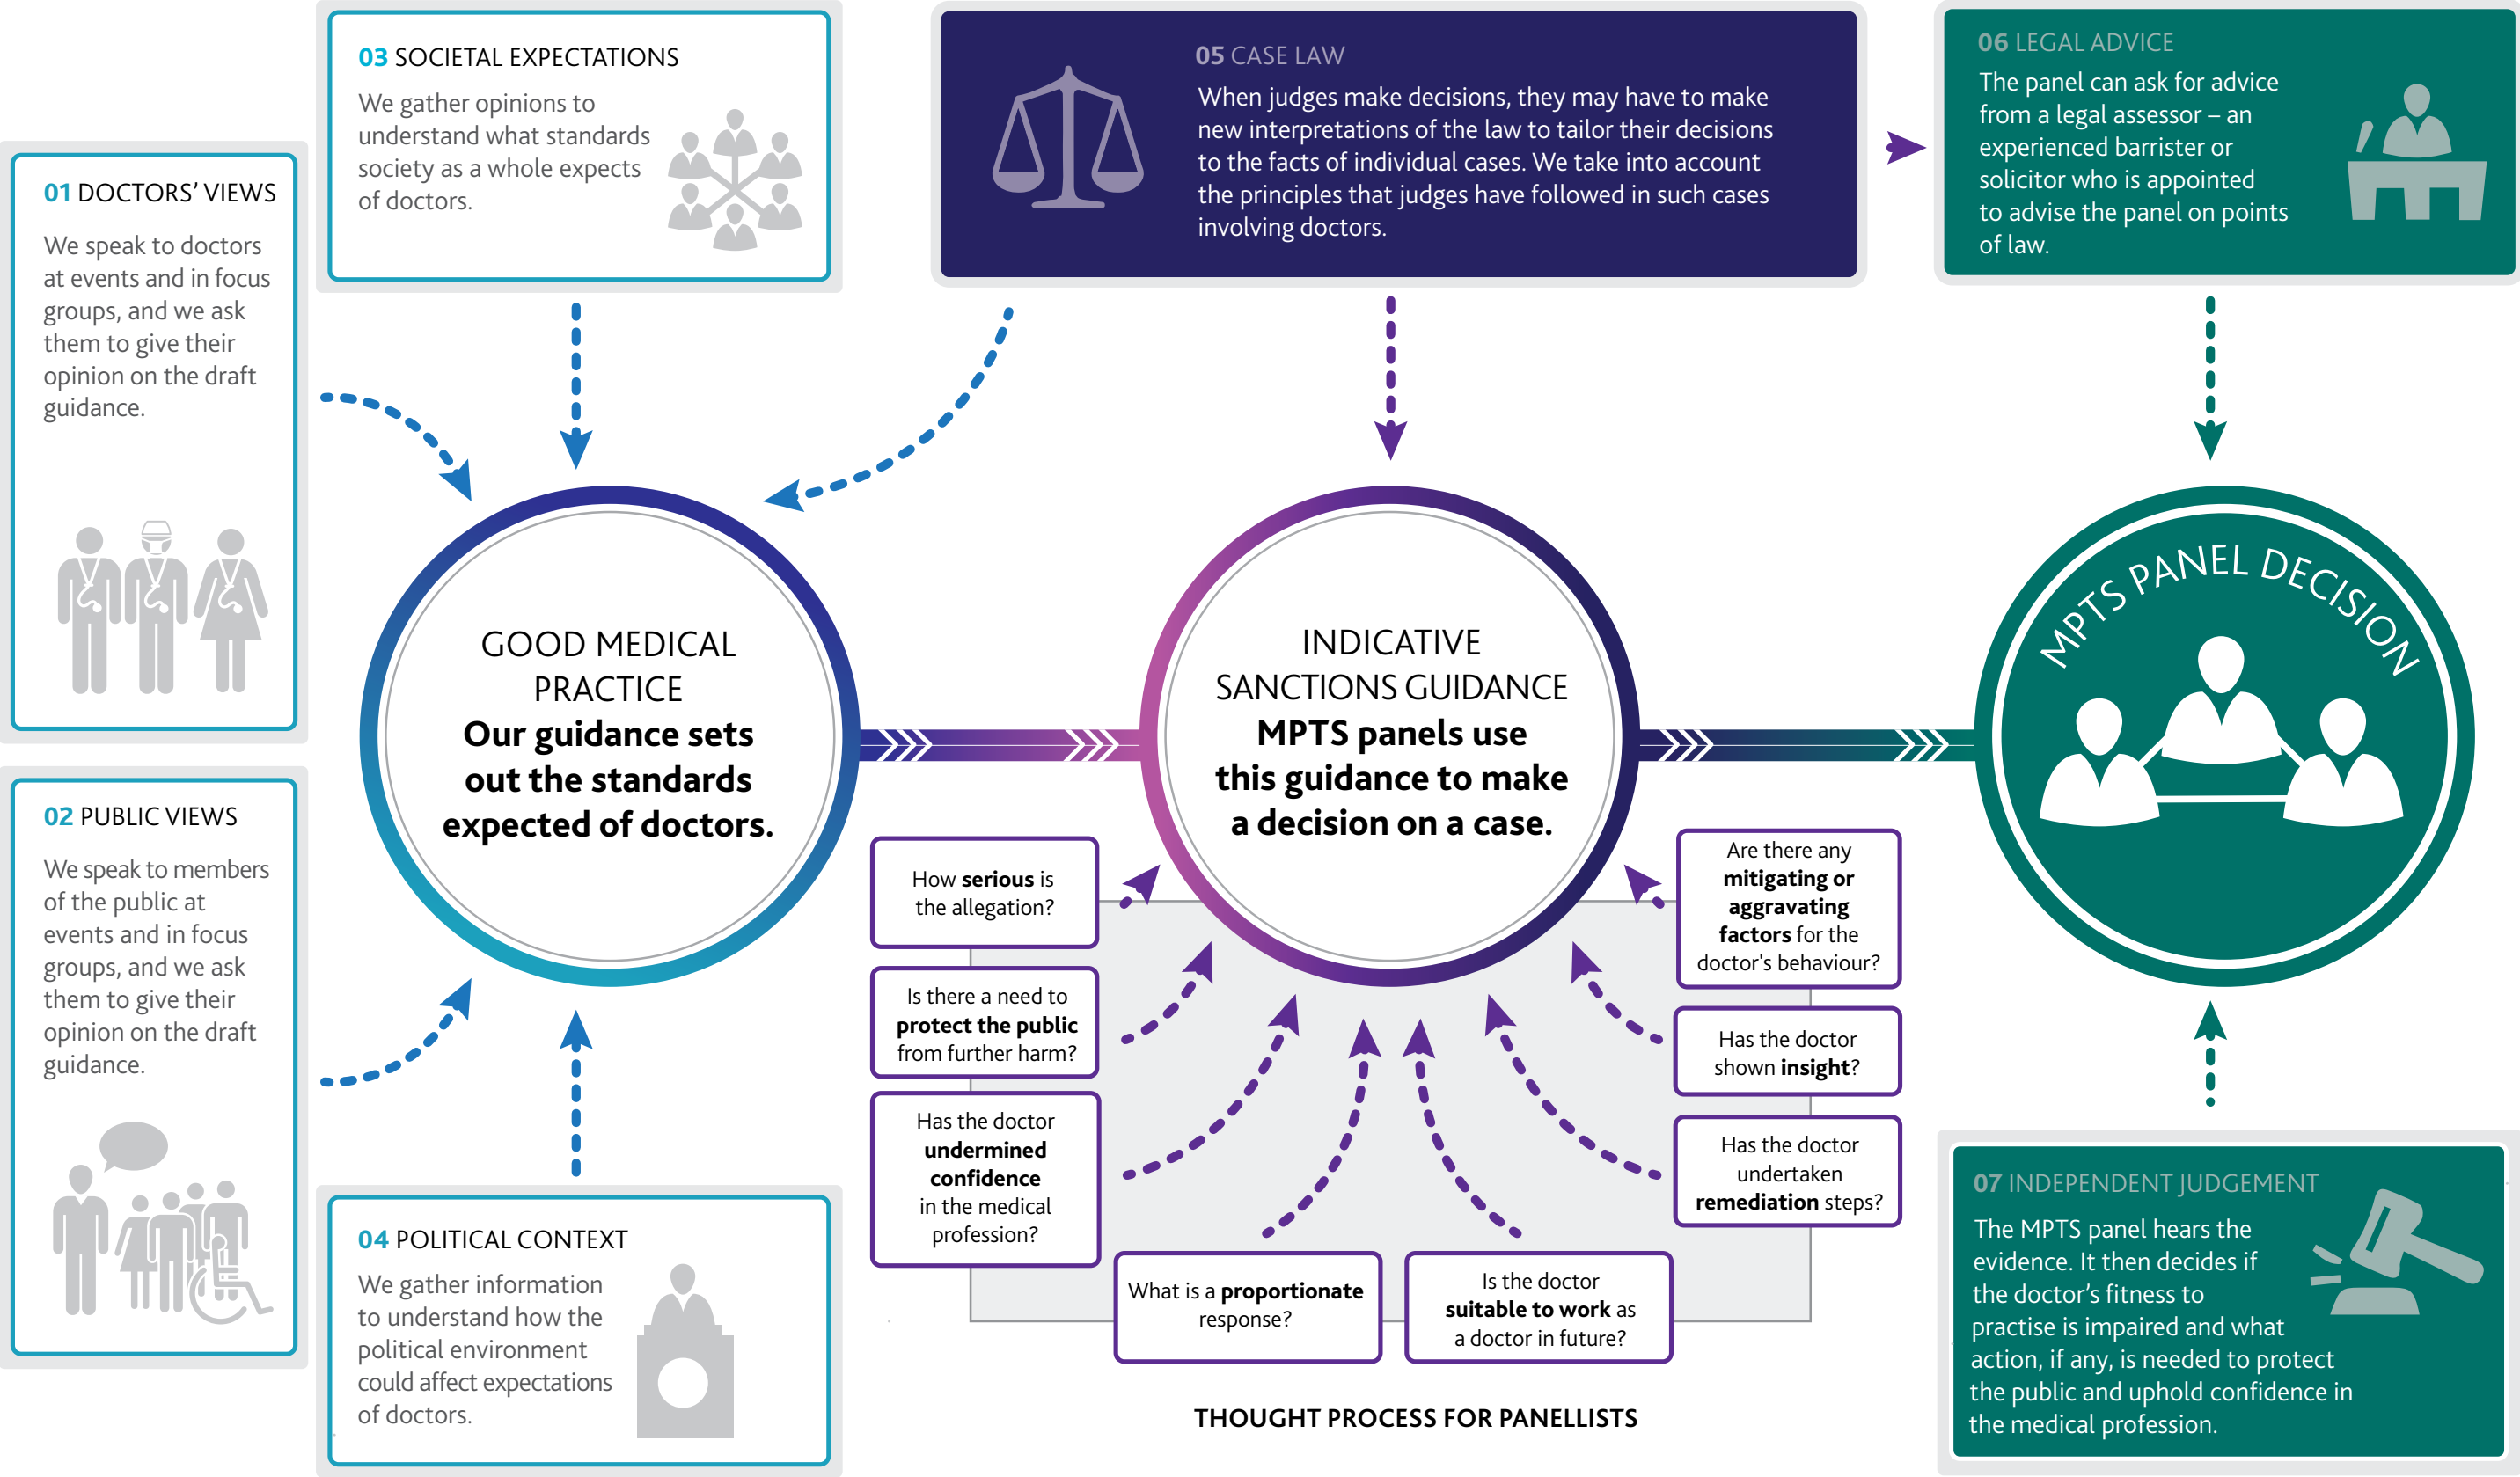 01 DOCTORS’ VIEWS
We speak to doctors
at events and in focus
groups, and we ask
them to give their
opinion on the draft
guidance.
02 PUBLIC VIEWS
We speak to members
of the public at
events and in focus
groups, and we ask
them to give their
opinion on the draft
guidance.
03 SOCIETAL EXPECTATIONS
We gather opinions to
understand what standards
society as a whole expects
of doctors.
04 POLITICAL CONTEXT
We gather information
to understand how the
political environment
could affect expectations
of doctors.
05 CASE LAW
When judges make decisions, they may have to make
new interpretations of the law to tailor their decisions
to the facts of individual cases. We take into account
the principles that judges have followed in such cases
involving doctors.
06 LEGAL ADVICE
The panel can ask for advice
from a legal assessor – an
experienced barrister or
solicitor who is appointed
to advise the panel on points
of law.
GOOD MEDICAL
PRACTICE
Our guidance sets
out the standards
expected of doctors.
INDICATIVE
SANCTIONS GUIDANCE
MPTS panels use
this guidance to make
a decision on a case.
MPTS PANEL DECISION
How serious is
the allegation?
Is there a need to
protect the public
from further harm?
Has the doctor
undermined
confidence
in the medical
profession?
What is a proportionate
response?
Is the doctor
suitable to work as
a doctor in future?
Has the doctor
undertaken
remediation steps?
Has the doctor
shown insight?
Are there any
mitigating or
aggravating
factors for the
doctor's behaviour?
THOUGHT PROCESS FOR PANELLISTS
07 INDEPENDENT JUDGEMENT
The MPTS panel hears the
evidence. It then decides if
the doctor’s fitness to
practise is impaired and what
action, if any, is needed to protect
the public and uphold confidence in
the medical profession.